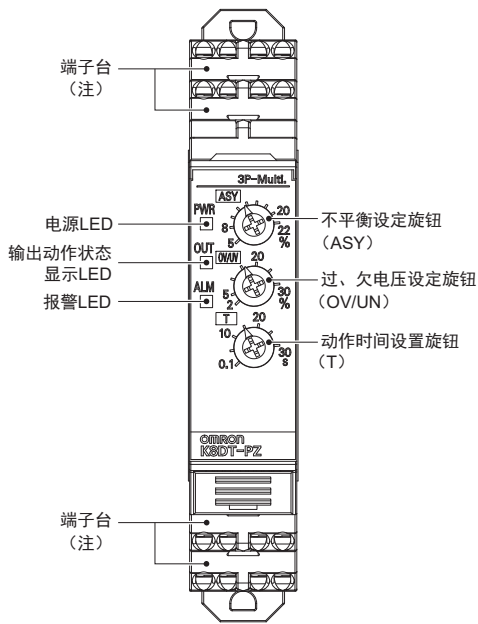 端子台
（注）
3P-Multi.
ASY
PWR
20
8
22
5
%
电源LED
不平衡设定旋钮
（ASY）
OUT
OV/UV
20
输出动作状态
显示LED
ALM
5
30
2
%
报警LED
过、欠电压设定旋钮
（OV/UN）
T
20
10
30
0.1
s
动作时间设置旋钮
（T）
OMRON
K8DT-PZ
端子台
（注）